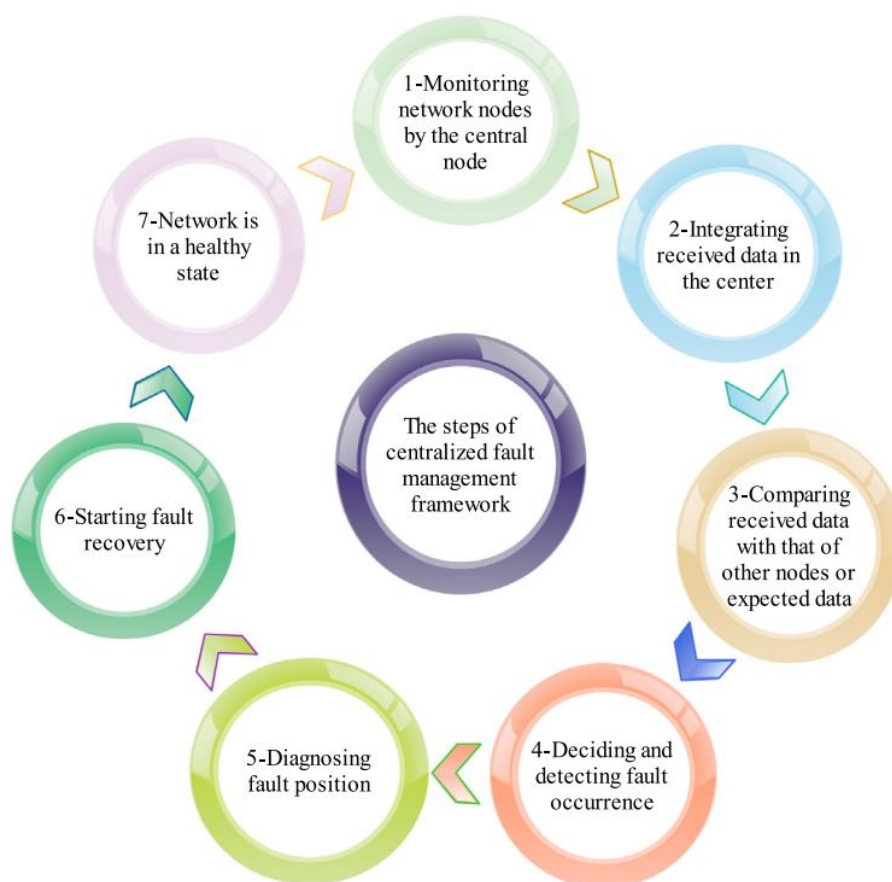 1-Monitoring
network nodes
by the central
node
2-Integrating
received data in
the center
3-Comparing
received data
with that of
other nodes or
expected data
4-Deciding and
detecting fault
occurrence
5-Diagnosing
fault position
6-Starting fault
recovery
7-Network is
in a healthy
state
The steps of
centralized fault
management
framework